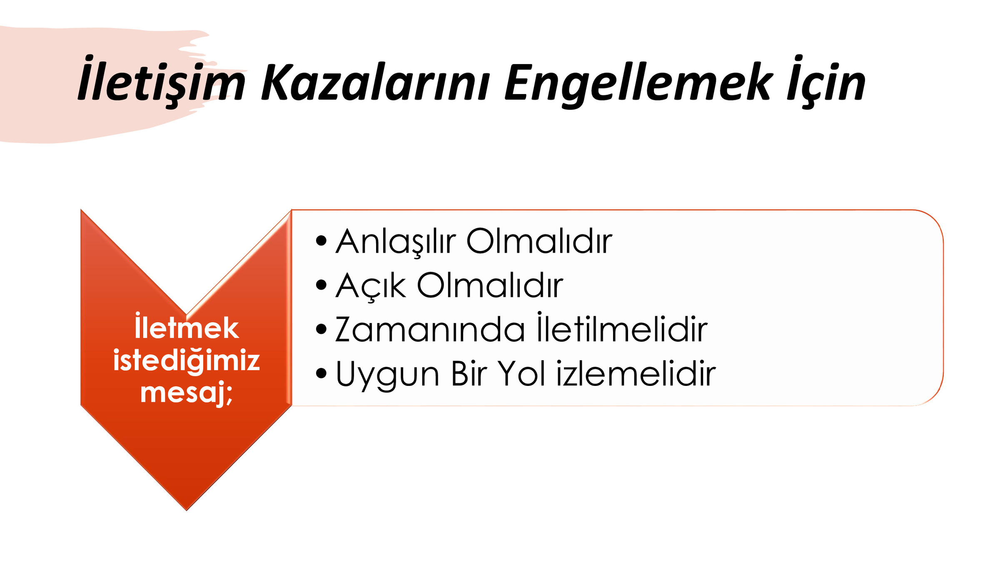 İletişim Kazalarını Engellemek İçin
İletmek
istediğimiz
mesaj;
• Anlaşılır Olmalıdır
• Açık Olmalıdır
• Zamanında İletilmelidir
• Uygun Bir Yol izlemelidir